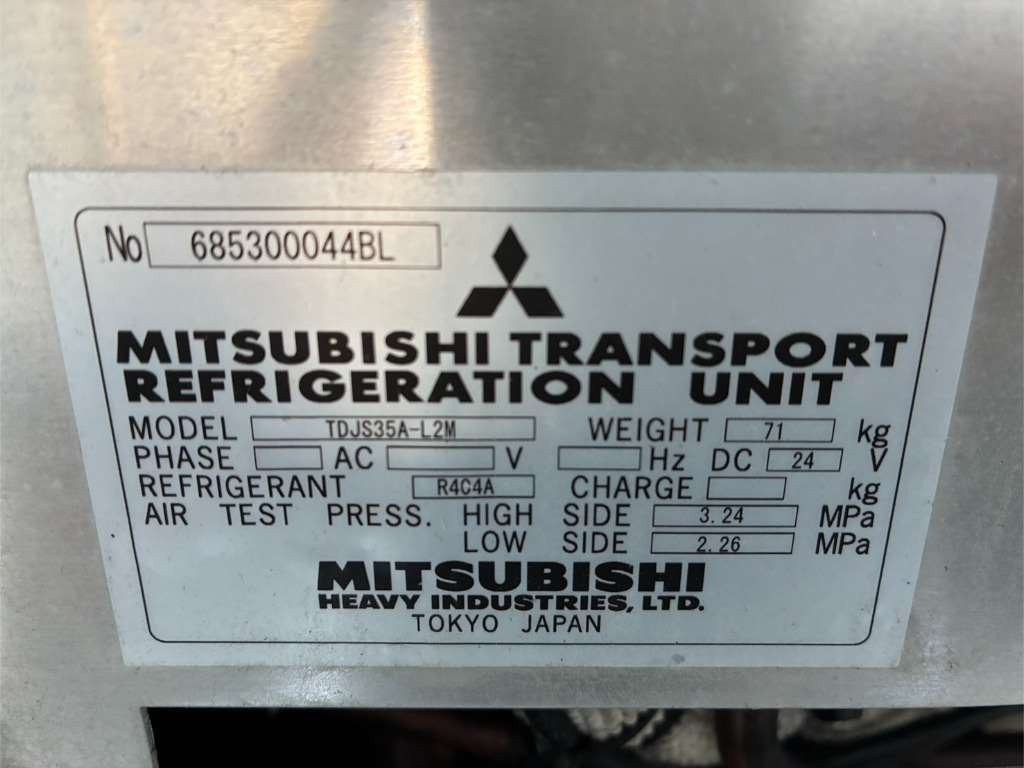 No 685300044BL
MITSUBISHI TRANSPORT
REFRIGERATION UNIT
MODEL TDJS35A-L2M WEIGHT 71 kg
PHASE AC V Hz DC 24 V
REFRIGERANT R4C4A CHARGE kg
AIR TEST PRESS. HIGH SIDE 3.24 MPa
LOW SIDE 2.26 MPa
MITSUBISHI
HEAVY INDUSTRIES, LTD.
TOKYO JAPAN